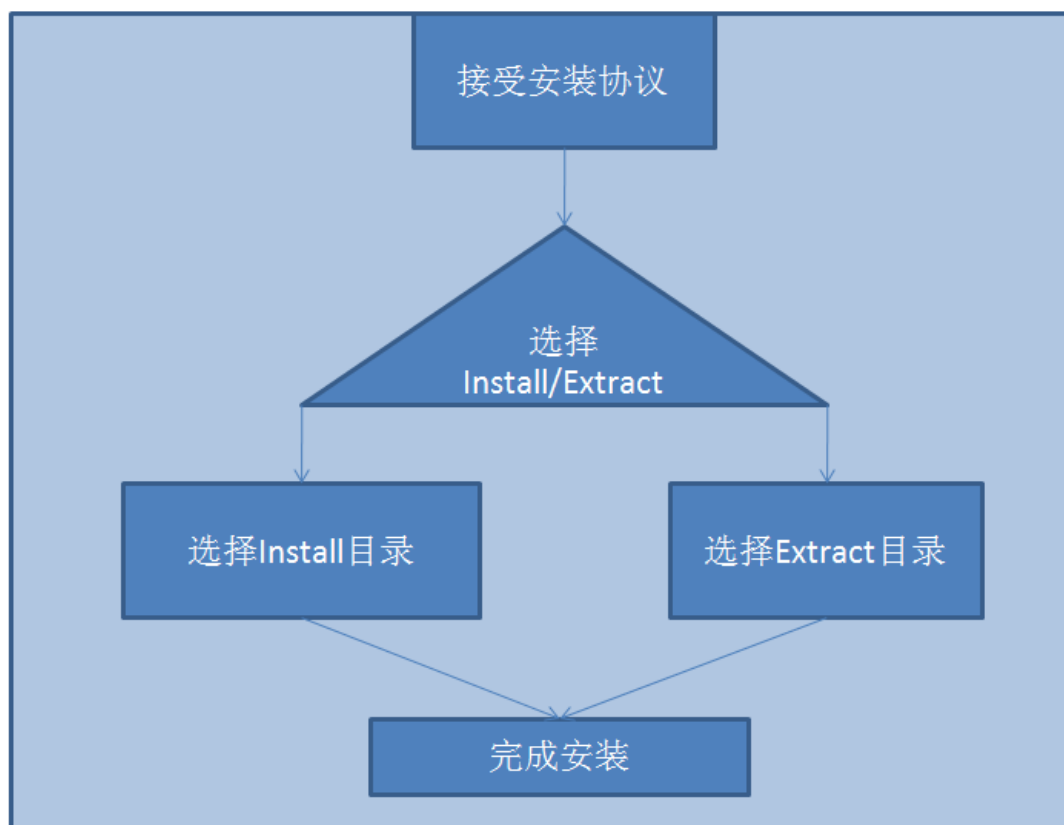 接受安装协议
选择
Install/Extract
选择Install目录
选择Extract目录
完成安装